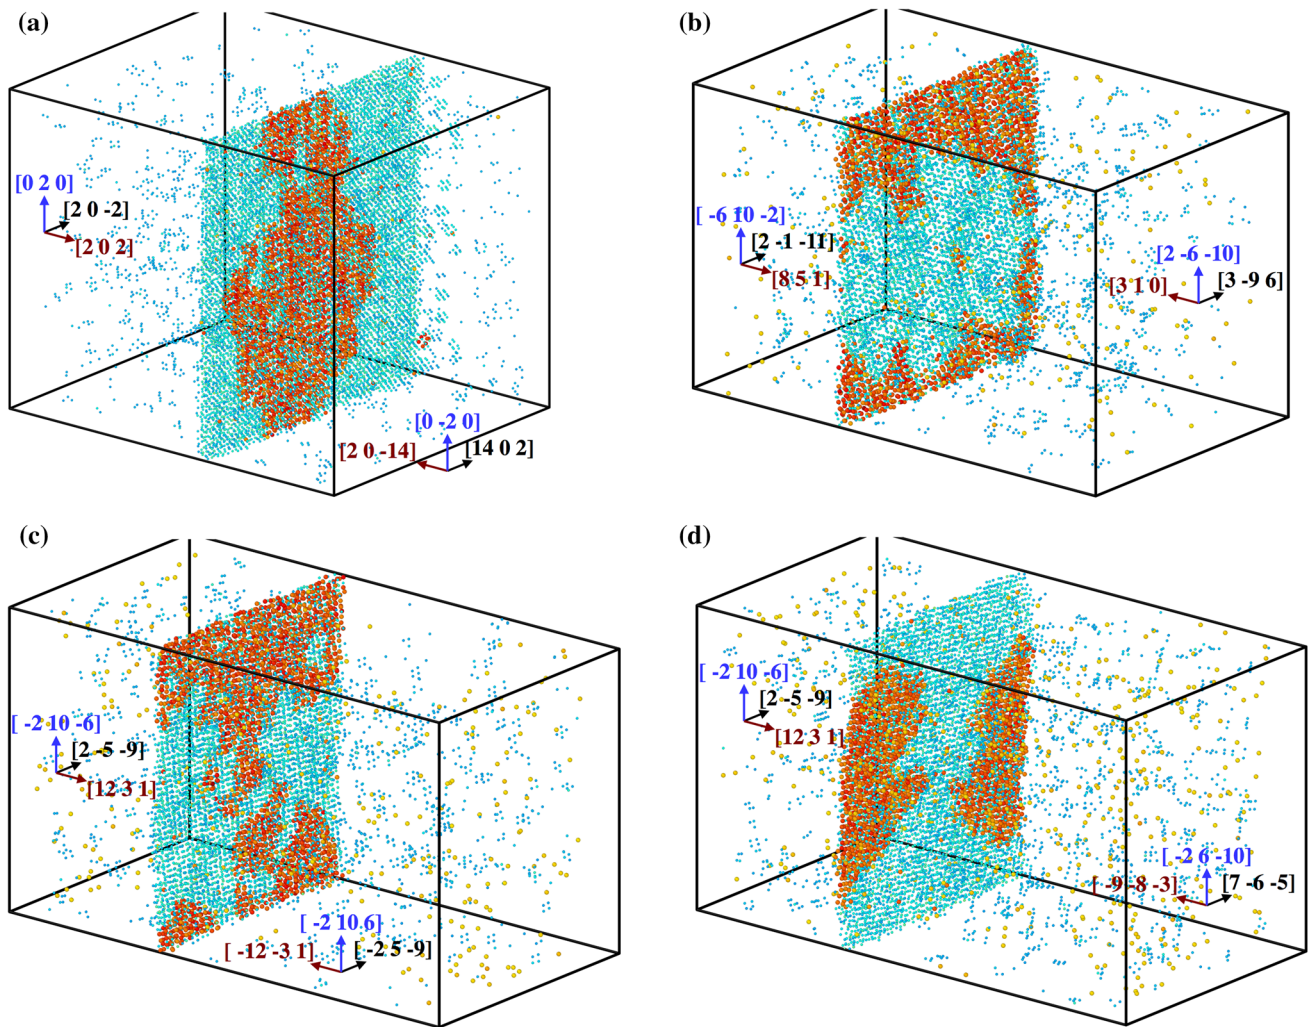 (a)
[0 2 0]
[2 0 -2]
[2 0 2]
[0 -2 0]
[2 0 -14]
[14 0 2]
(b)
[ -6 10 -2]
[2 -1 -11]
[8 5 1]
[2 -6 -10]
[3 1 0]
[3 -9 6]
(c)
[ -2 10 -6]
[2 -5 -9]
[12 3 1]
[ -2 10 6]
[ -12 -3 1]
[ -2 5 -9]
(d)
[ -2 10 -6]
[2 -5 -9]
[12 3 1]
[ -2 6 -10]
[ -9 -8 -3]
[7 -6 -5]